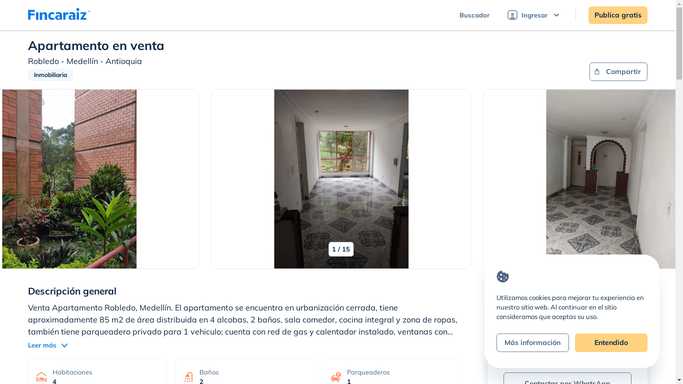 Fincaraiz
Buscador
Ingresar
Publica gratis
Apartamento en venta
Robledo - Medellín - Antioquia
Inmobiliaria
Compartir
1 / 15
Descripción general
Venta Apartamento Robledo, Medellín. El apartamento se encuentra en urbanización cerrada, tiene
aproximadamente 85 m2 de área distribuida en 4 alcobas, 2 baños, sala comedor, cocina integral y zona de ropas,
también tiene parqueadero privado para 1 vehiculo; cuenta con red de gas y calentador instalado, ventanas con...
Leer más
Habitaciones
4
Baños
2
Parqueaderos
1
Utilizamos cookies para mejorar tu experiencia en
nuestro sitio web. Al continuar en el sitio
consideramos que aceptas su uso.
Más información
Entendido
Contactar por WhatsApp